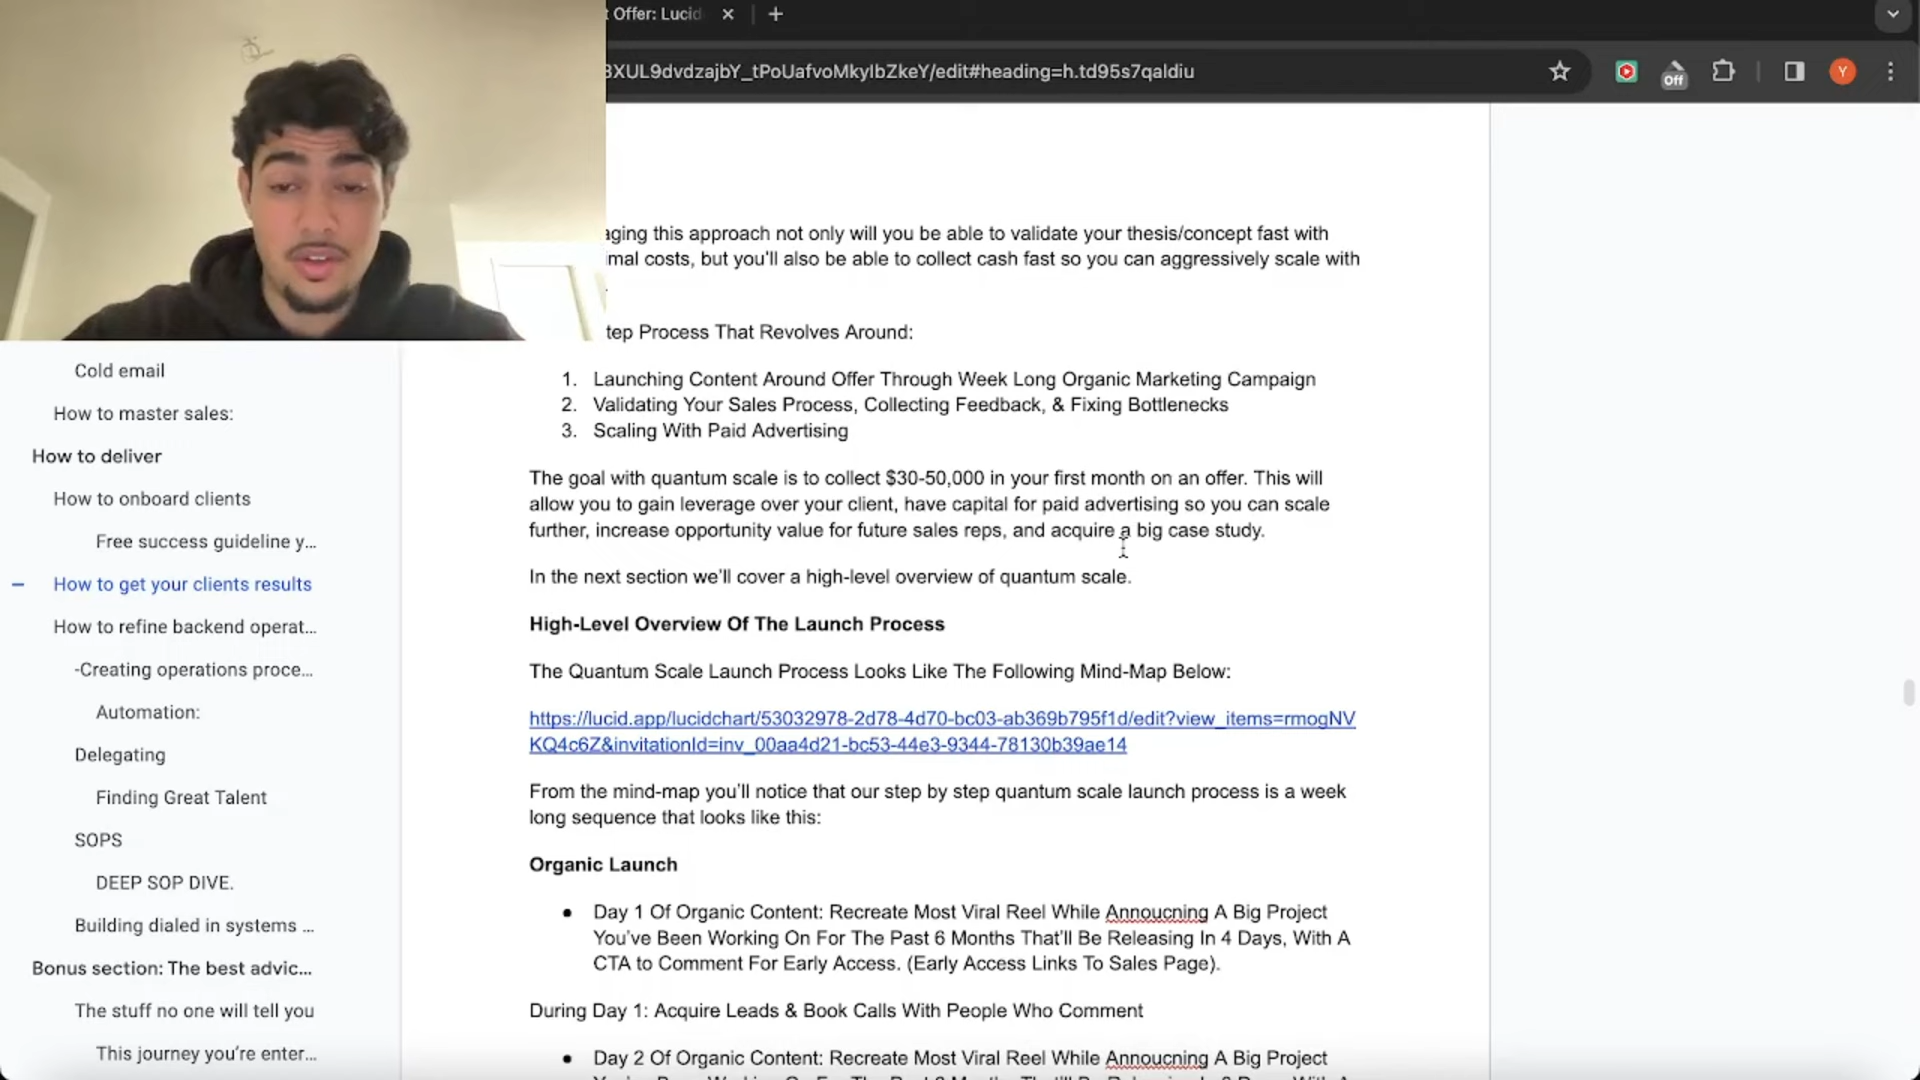 t Offer: Lucid
3XUL9dvdzajbY_tPoUafvoMkyIbZkeY/edit#heading=h.td95s7qaldiu
Off
Y
aging this approach not only will you be able to validate your thesis/concept fast with
imal costs, but you'll also be able to collect cash fast so you can aggressively scale with
.
tep Process That Revolves Around:
1. Launching Content Around Offer Through Week Long Organic Marketing Campaign
2. Validating Your Sales Process, Collecting Feedback, & Fixing Bottlenecks
3. Scaling With Paid Advertising
The goal with quantum scale is to collect $30-50,000 in your first month on an offer. This will
allow you to gain leverage over your client, have capital for paid advertising so you can scale
further, increase opportunity value for future sales reps, and acquire a big case study.
In the next section we'll cover a high-level overview of quantum scale.
High-Level Overview Of The Launch Process
The Quantum Scale Launch Process Looks Like The Following Mind-Map Below:
https://lucid.app/lucidchart/53032978-2d78-4d70-bc03-ab369b795f1d/edit?view_items=rmogNV
KQ4c6Z&invitationId=inv_00aa4d21-bc53-44e3-9344-78130b39ae14
From the mind-map you'll notice that our step by step quantum scale launch process is a week
long sequence that looks like this:
Organic Launch
● Day 1 Of Organic Content: Recreate Most Viral Reel While Annoucning A Big Project
You've Been Working On For The Past 6 Months That'll Be Releasing In 4 Days, With A
CTA to Comment For Early Access. (Early Access Links To Sales Page).
During Day 1: Acquire Leads & Book Calls With People Who Comment
● Day 2 Of Organic Content: Recreate Most Viral Reel While Annoucning A Big Project
Cold email
How to master sales:
How to deliver
How to onboard clients
Free success guideline y...
How to get your clients results
How to refine backend operat...
-Creating operations proce...
Automation:
Delegating
Finding Great Talent
SOPS
DEEP SOP DIVE.
Building dialed in systems ...
Bonus section: The best advic...
The stuff no one will tell you
This journey you're enter...